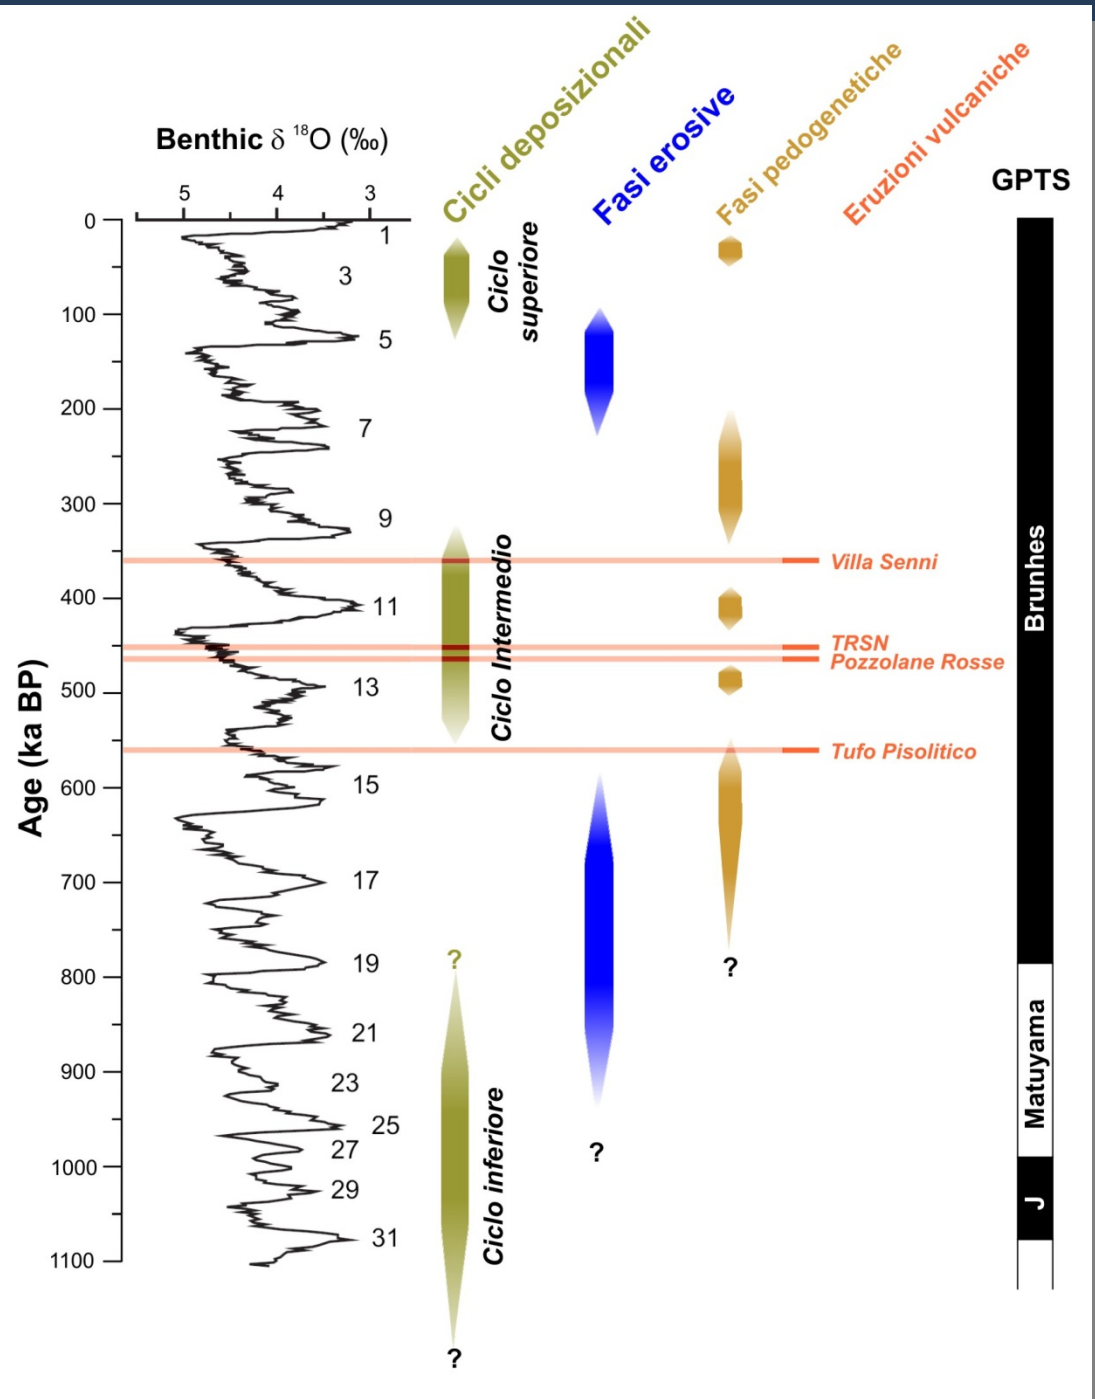 Cicli deposizionali
Fasi erosive
Fasi pedogenetiche
Eruzioni vulcaniche
Benthic δ ¹⁸O (‰)
GPTS
5 4 3
0
100
200
300
400
500
600
700
800
900
1000
1100
Age (ka BP)
1
3
5
7
9
11
13
15
17
19
21
23
25
27
29
31
Ciclo
superiore
Ciclo Intermedio
?
Ciclo inferiore
?
?
?
Villa Senni
TRSN
Pozzolane Rosse
Tufo Pisolitico
Brunhes
Matuyama
J